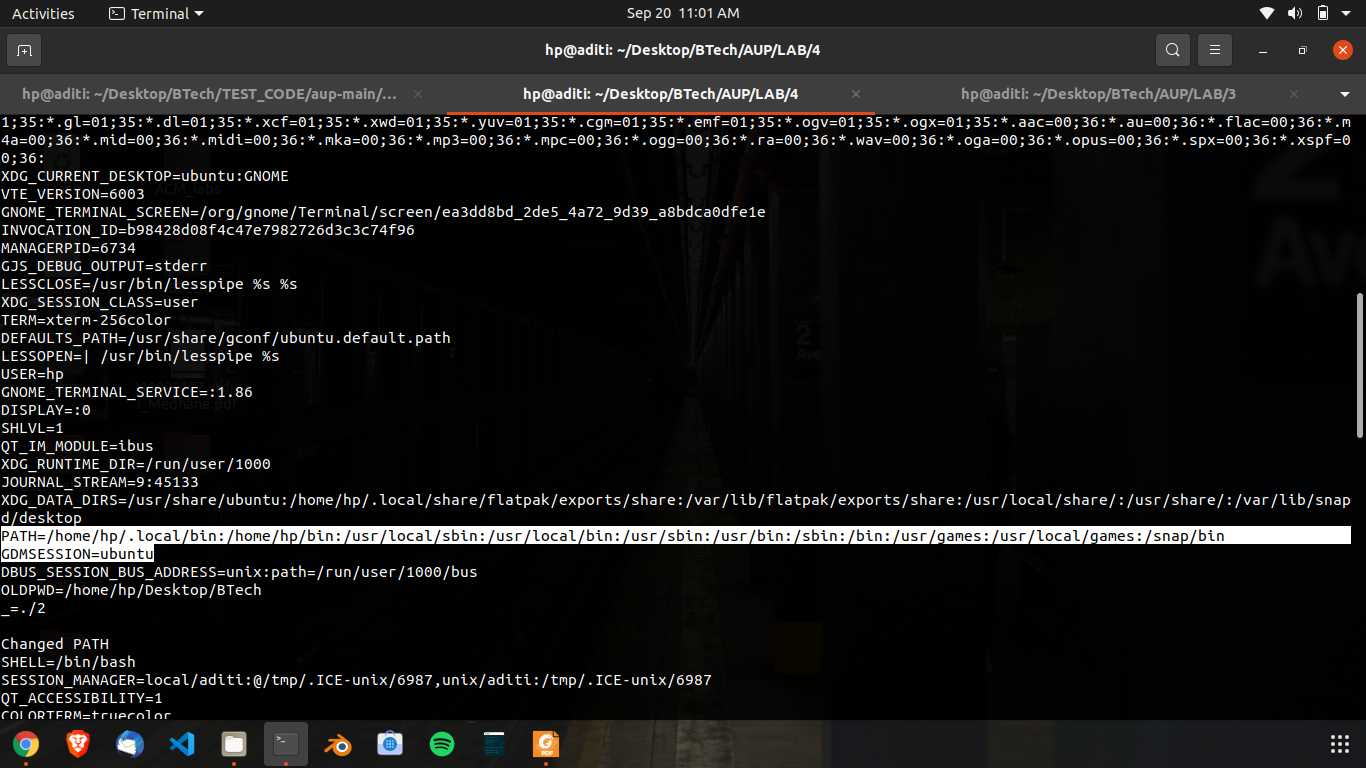 Activities
Terminal
Sep 20 11:01 AM
hp@aditi: ~/Desktop/BTech/AUP/LAB/4
hp@aditi: ~/Desktop/BTech/TEST_CODE/aup-main/...
hp@aditi: ~/Desktop/BTech/AUP/LAB/4
hp@aditi: ~/Desktop/BTech/AUP/LAB/3
1;35:*.gl=01;35:*.dl=01;35:*.xcf=01;35:*.xwd=01;35:*.yuv=01;35:*.cgm=01;35:*.emf=01;35:*.ogv=01;35:*.ogx=01;35:*.aac=00;36:*.au=00;36:*.flac=00;36:*.m
4a=00;36:*.mid=00;36:*.midi=00;36:*.mka=00;36:*.mp3=00;36:*.mpc=00;36:*.ogg=00;36:*.ra=00;36:*.wav=00;36:*.oga=00;36:*.opus=00;36:*.spx=00;36:*.xspf=0
0;36:
XDG_CURRENT_DESKTOP=ubuntu:GNOME
VTE_VERSION=6003
GNOME_TERMINAL_SCREEN=/org/gnome/Terminal/screen/ea3dd8bd_2de5_4a72_9d39_a8bdca0dfe1e
INVOCATION_ID=b98428d08f4c47e7982726d3c3c74f96
MANAGERPID=6734
GJS_DEBUG_OUTPUT=stderr
LESSCLOSE=/usr/bin/lesspipe %s %s
XDG_SESSION_CLASS=user
TERM=xterm-256color
DEFAULTS_PATH=/usr/share/gconf/ubuntu.default.path
LESSOPEN=| /usr/bin/lesspipe %s
USER=hp
GNOME_TERMINAL_SERVICE=:1.86
DISPLAY=:0
SHLVL=1
QT_IM_MODULE=ibus
XDG_RUNTIME_DIR=/run/user/1000
JOURNAL_STREAM=9:45133
XDG_DATA_DIRS=/usr/share/ubuntu:/home/hp/.local/share/flatpak/exports/share:/var/lib/flatpak/exports/share:/usr/local/share/:/usr/share/:/var/lib/snap
d/desktop
PATH=/home/hp/.local/bin:/home/hp/bin:/usr/local/sbin:/usr/local/bin:/usr/sbin:/usr/bin:/sbin:/bin:/usr/games:/usr/local/games:/snap/bin
GDMSESSION=ubuntu
DBUS_SESSION_BUS_ADDRESS=unix:path=/run/user/1000/bus
OLDPWD=/home/hp/Desktop/BTech
_=./2
Changed PATH
SHELL=/bin/bash
SESSION_MANAGER=local/aditi:@/tmp/.ICE-unix/6987,unix/aditi:/tmp/.ICE-unix/6987
QT_ACCESSIBILITY=1
COLORTERM=truecolor
ACM_labs
2
Ave
2
Ave
PDF